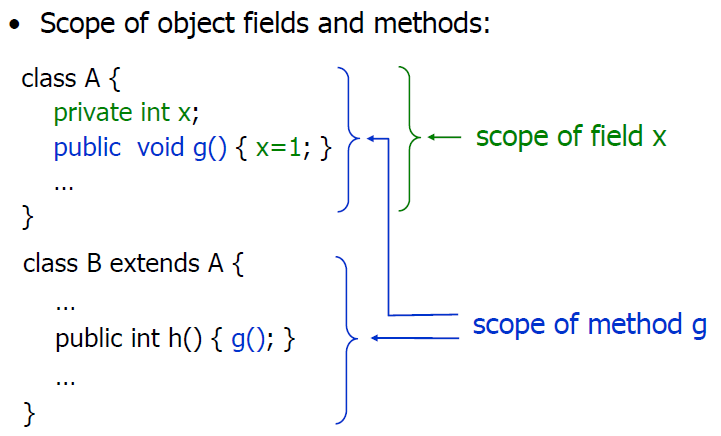 • Scope of object fields and methods:
class A {
private int x;
public void g() { x=1; }
...
}
scope of field x
class B extends A {
...
public int h() { g(); }
...
}
scope of method g